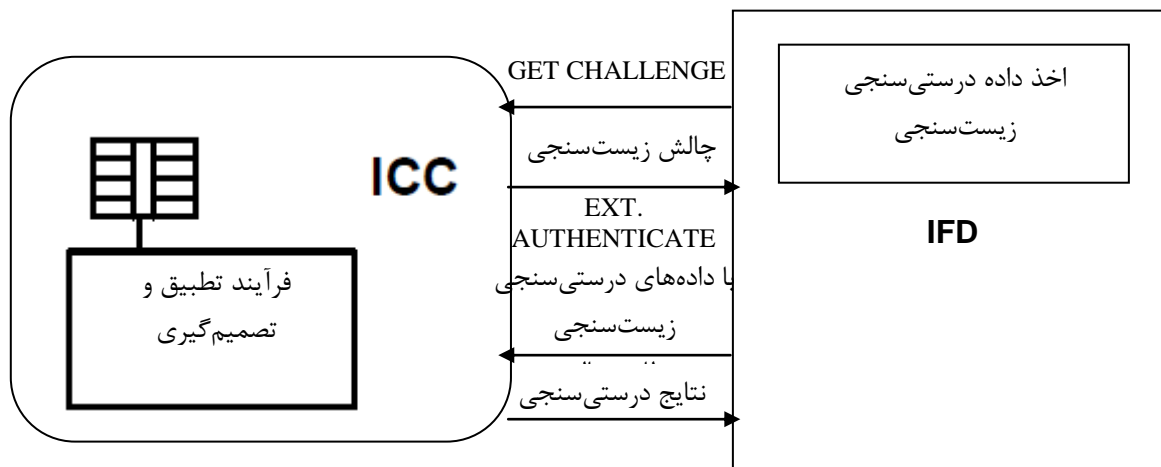 GET CHALLENGE
اخذ داده درستی‌سنجی
زیست‌سنجی
چالش زیست‌سنجی
ICC
EXT.
AUTHENTICATE
IFD
با داده‌های درستی‌سنجی
زیست‌سنجی
فرآیند تطبیق و
تصمیم‌گیری
نتایج درستی‌سنجی